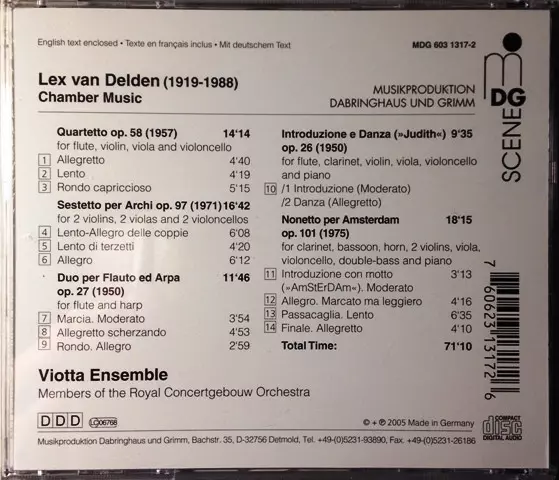 English text enclosed • Texte en français inclus • Mit deutschem Text
MDG 603 1317-2
Lex van Delden (1919-1988)
Chamber Music
MUSIKPRODUKTION
DABRINGHAUS UND GRIMM
MDG
SCENE
Quartetto op. 58 (1957) 14'14
for flute, violin, viola and violoncello
1 Allegretto 4'40
2 Lento 4'19
3 Rondo capriccioso 5'15
Sestetto per Archi op. 97 (1971) 16'42
for 2 violins, 2 violas and 2 violoncellos
4 Lento-Allegro delle coppie 6'08
5 Lento di terzetti 4'20
6 Allegro 6'12
Duo per Flauto ed Arpa 11'46
op. 27 (1950)
for flute and harp
7 Marcia. Moderato 3'54
8 Allegretto scherzando 4'53
9 Rondo. Allegro 2'59
Introduzione e Danza (»Judith«) 9'35
op. 26 (1950)
for flute, clarinet, violin, viola, violoncello
and piano
10 /1 Introduzione (Moderato)
/2 Danza (Allegretto)
Nonetto per Amsterdam 18'15
op. 101 (1975)
for clarinet, bassoon, horn, 2 violins, viola,
violoncello, double-bass and piano
11 Introduzione con motto 3'13
(»AmStErDAm«). Moderato
12 Allegro. Marcato ma leggiero 4'16
13 Passacaglia. Lento 6'35
14 Finale. Allegretto 4'10
Total Time: 71'10
7 60623 13172 6
Viotta Ensemble
Members of the Royal Concertgebouw Orchestra
DDD LC06768
© + ℗ 2005 Made in Germany
COMPACT disc DIGITAL AUDIO
Musikproduktion Dabringhaus und Grimm, Bachstr. 35, D-32756 Detmold, Tel. +49-(0)5231-93890, Fax. +49-(0)5231-26186